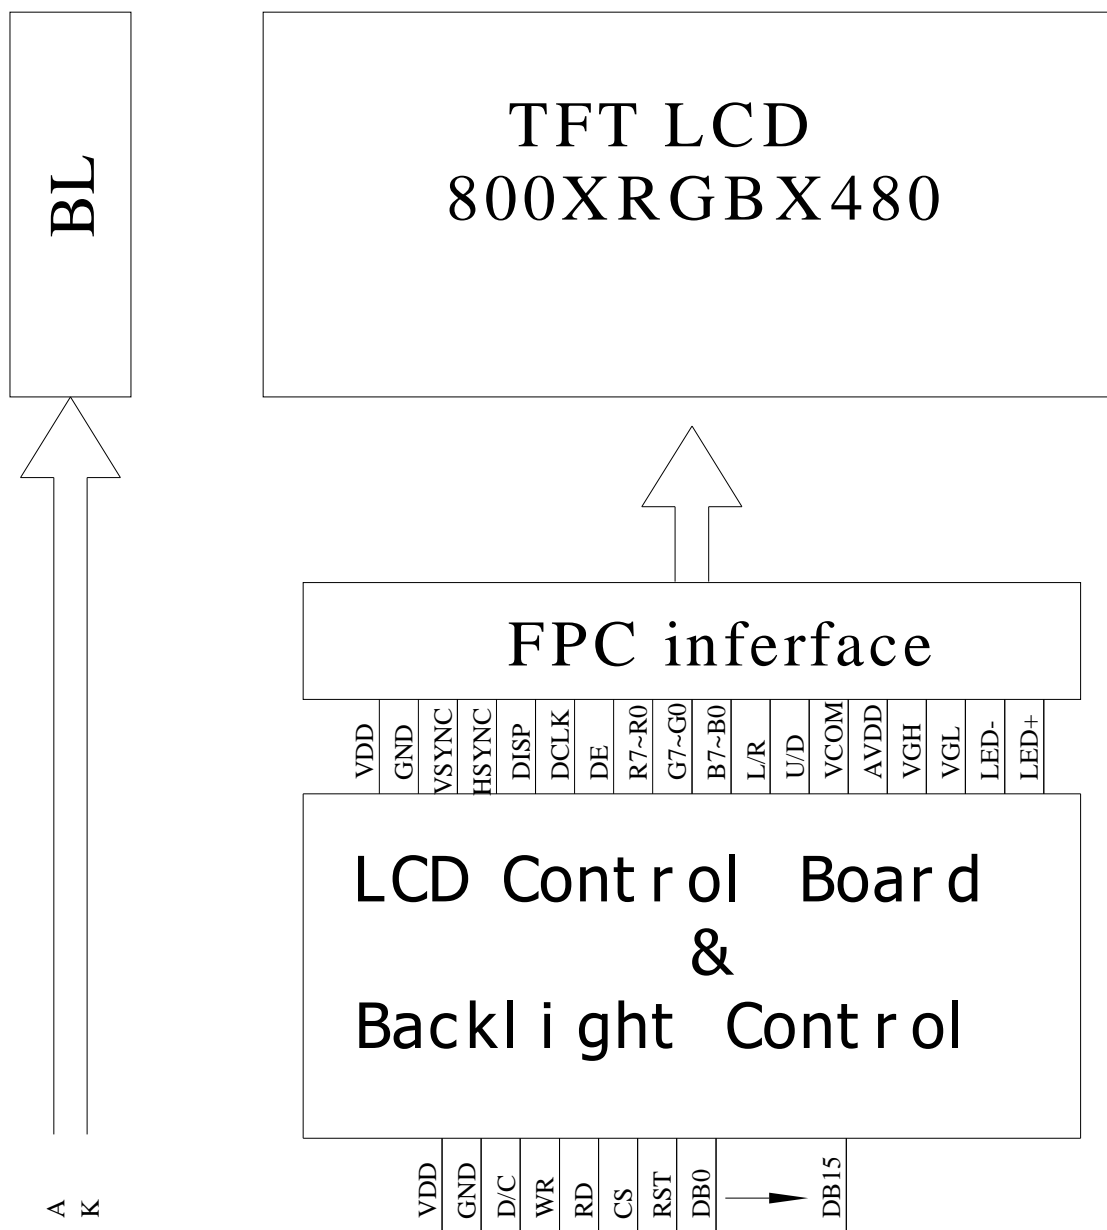 BL
TFT LCD
800XRGBX480
FPC inferface
VDD
GND
VSYNC
HSYNC
DISP
DCLK
DE
R7~R0
G7~G0
B7~B0
L/R
U/D
VCOM
AVDD
VGH
VGL
LED-
LED+
LCD Control Board
&
Backlight Control
A
K
VDD
GND
D/C
WR
RD
CS
RST
DB0
DB15